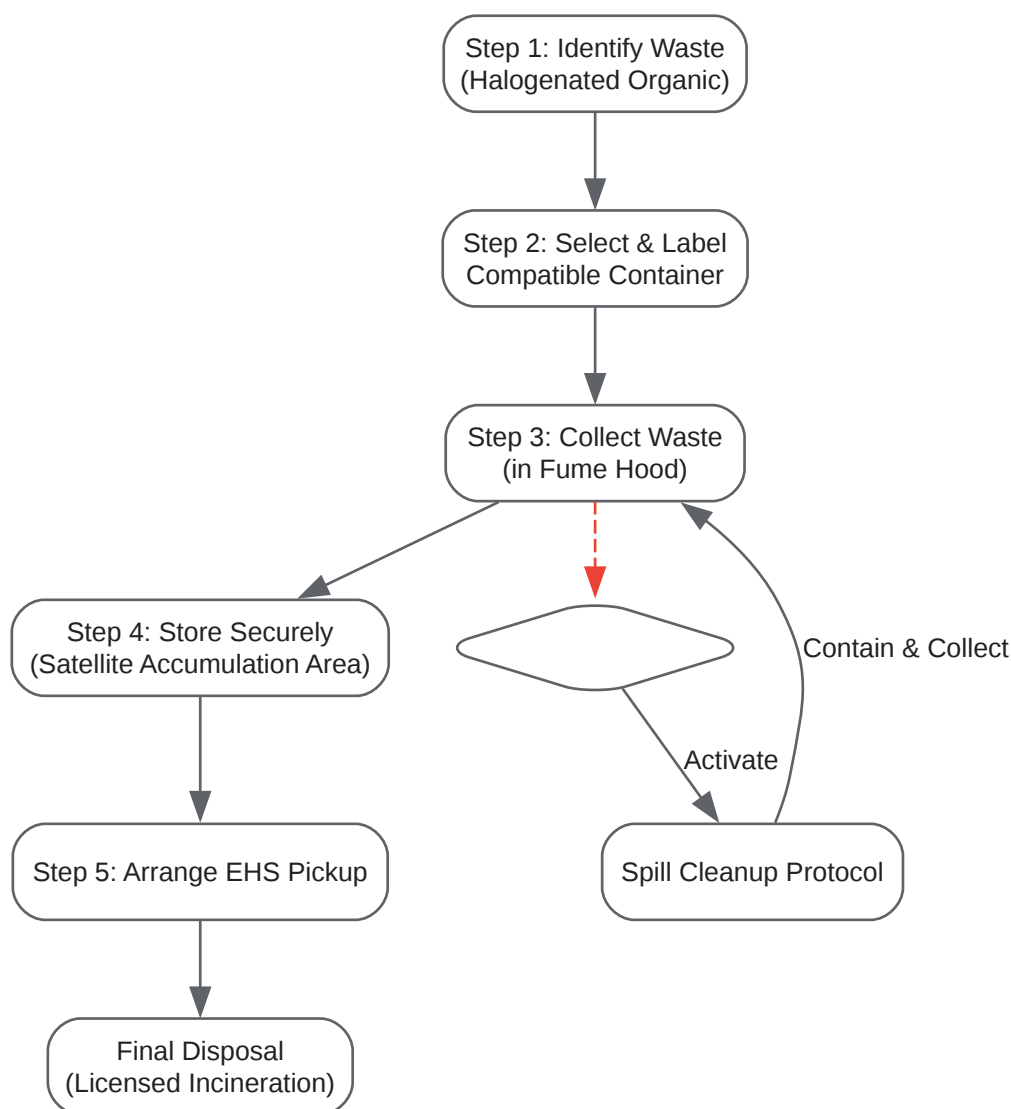 Step 1: Identify Waste
(Halogenated Organic)
Step 2: Select & Label
Compatible Container
Step 3: Collect Waste
(in Fume Hood)
Step 4: Store Securely
(Satellite Accumulation Area)
Contain & Collect
Activate
Step 5: Arrange EHS Pickup
Spill Cleanup Protocol
Final Disposal
(Licensed Incineration)